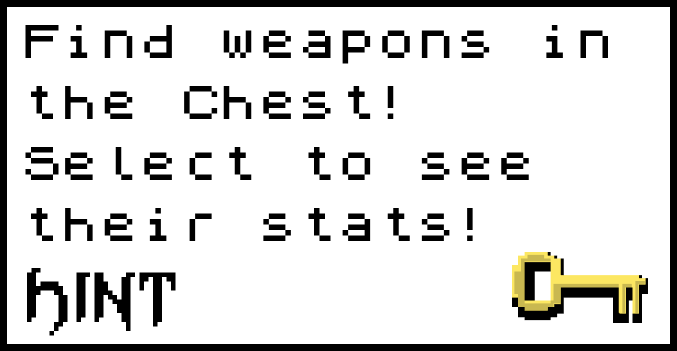 Find weapons in
the Chest!
Select to see
their stats!
HINT